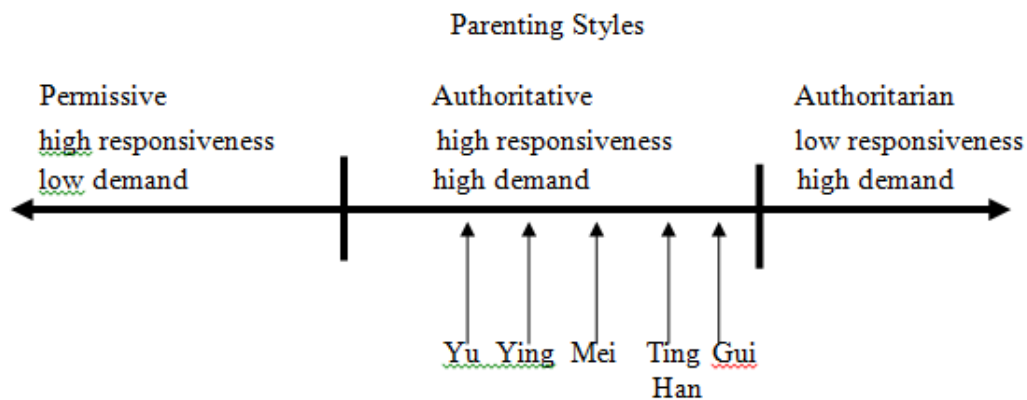 Parenting Styles
Permissive
high responsiveness
low demand
Authoritative
high responsiveness
high demand
Authoritarian
low responsiveness
high demand
Yu Ying Mei Ting Gui
Han